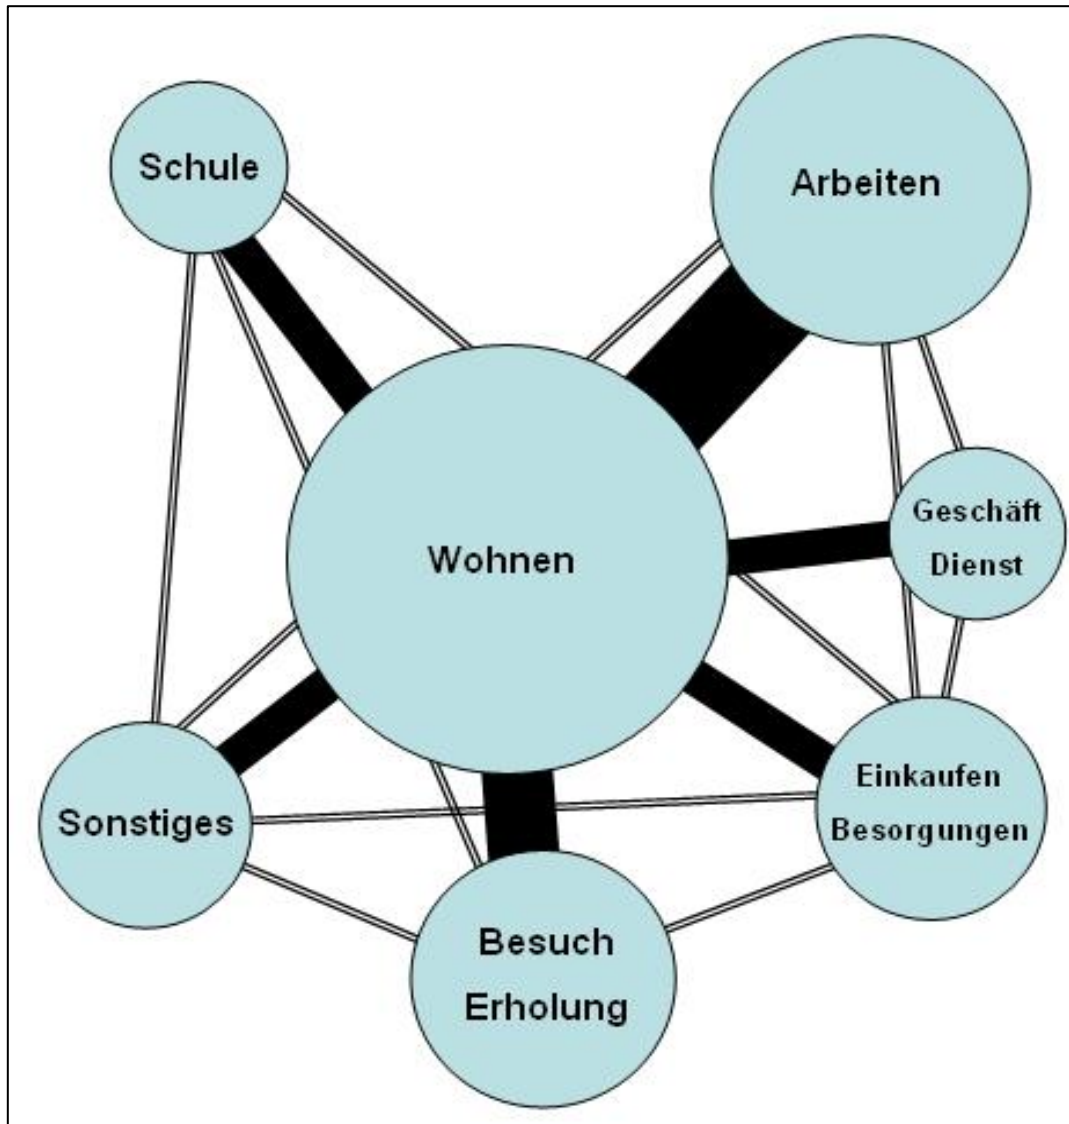 Schule
Arbeiten
Geschäft
Dienst
Wohnen
Einkaufen
Besorgungen
Sonstiges
Besuch
Erholung